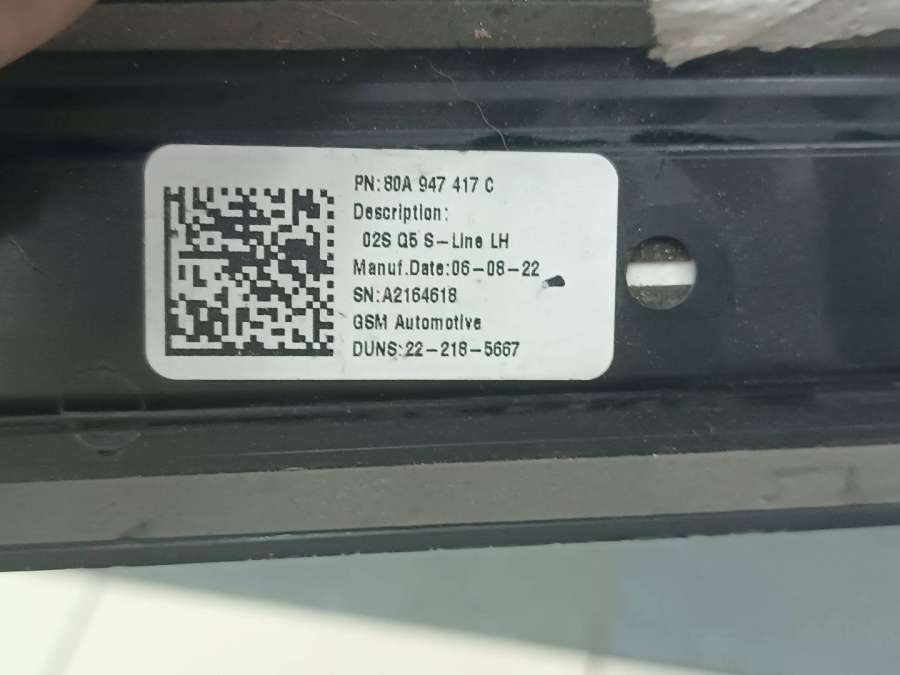 PN:80A 947 417 C
Description:
02S Q5 S-Line LH
Manuf.Date:06-08-22
SN:A2164618
GSM Automotive
DUNS:22-218-5667